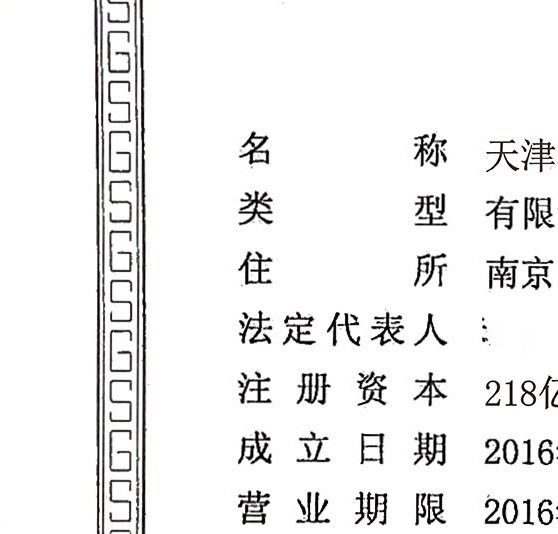 名称 天津
类型 有限
住所 南京
法定代表人
注册资本 218亿
成立日期 2016
营业期限 2016